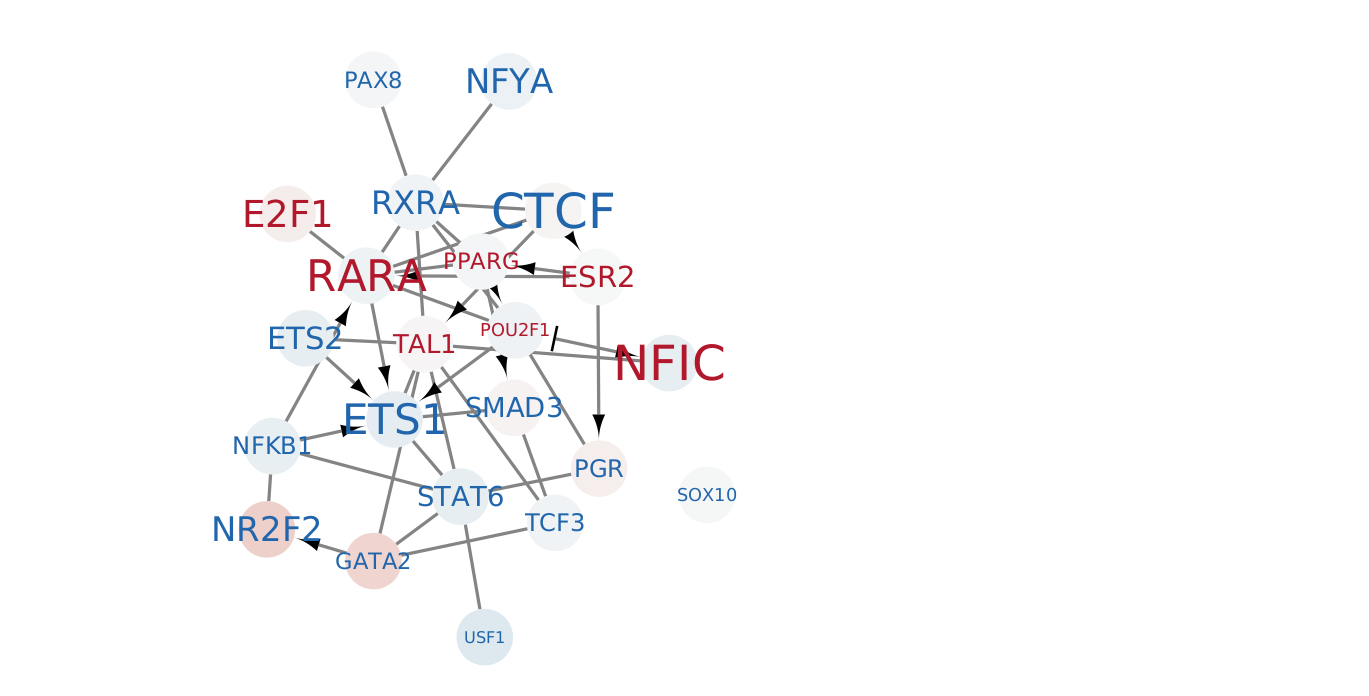 PAX8
NFYA
RXRA
CTCF
E2F1
PPARG
RARA
ESR2
POU2F1
ETS2
TAL1
NFIC
SMAD3
ETS1
NFKB1
PGR
STAT6
SOX10
TCF3
NR2F2
GATA2
USF1